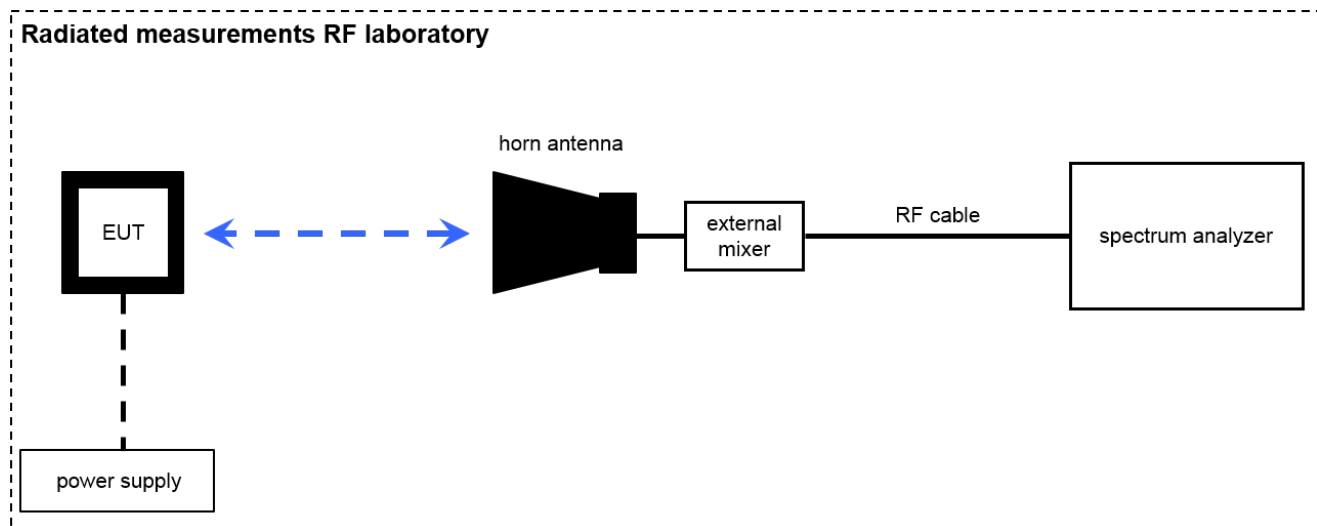 Radiated measurements RF laboratory
horn antenna
EUT
external
mixer
RF cable
spectrum analyzer
power supply